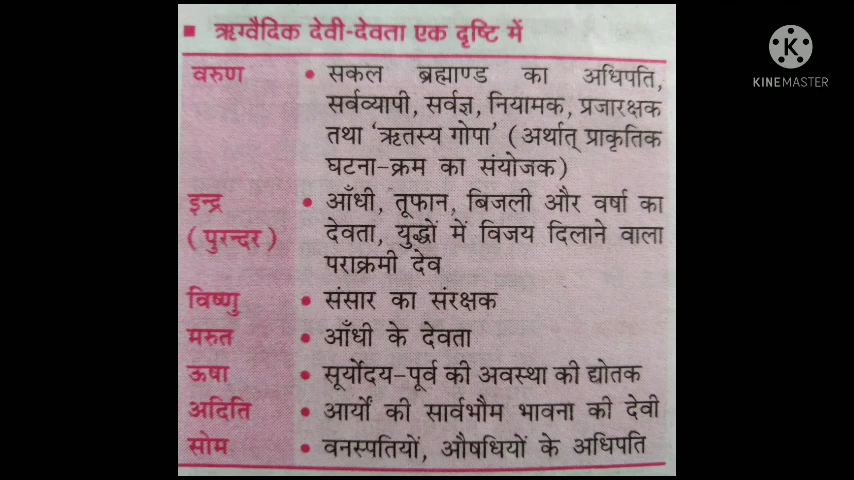 ऋग्वैदिक देवी-देवता एक दृष्टि में
वरुण • सकल ब्रह्माण्ड का अधिपति,
सर्वव्यापी, सर्वज्ञ, नियामक, प्रजारक्षक
तथा ‘ऋतस्य गोपा’ (अर्थात् प्राकृतिक
घटना-क्रम का संयोजक)
इन्द्र • आँधी, तूफान, बिजली और वर्षा का
(पुरन्दर) देवता, युद्धों में विजय दिलाने वाला
पराक्रमी देव
विष्णु • संसार का संरक्षक
मरुत • आँधी के देवता
ऊषा • सूर्योदय-पूर्व की अवस्था की द्योतक
अदिति • आर्यों की सार्वभौम भावना की देवी
सोम • वनस्पतियों, औषधियों के अधिपति
K
KINEMASTER